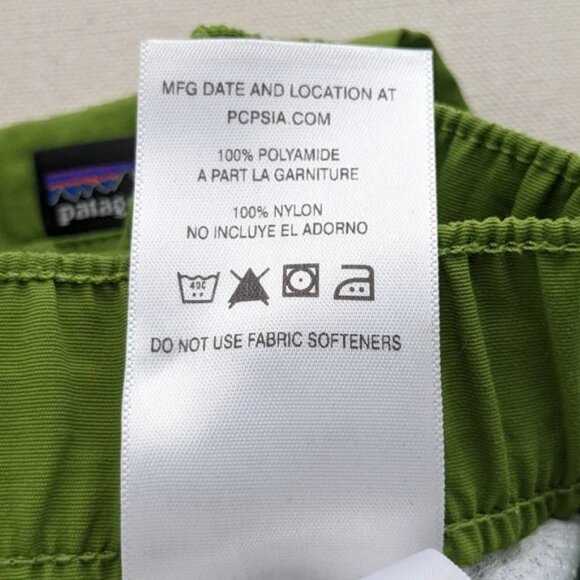 MFG DATE AND LOCATION AT
PCPSIA.COM
100% POLYAMIDE
A PART LA GARNITURE
100% NYLON
NO INCLUYE EL ADORNO
40C
DO NOT USE FABRIC SOFTENERS
patag